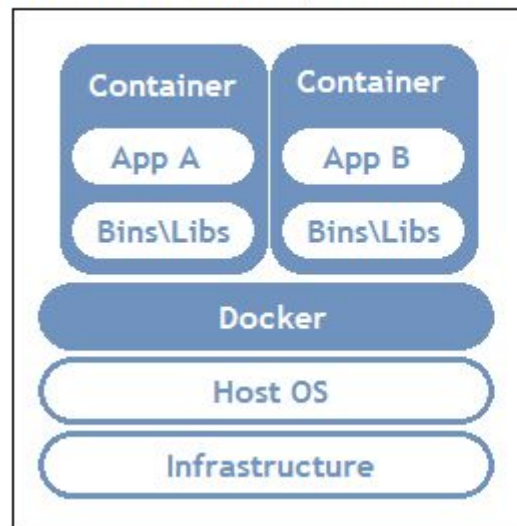 Container
App A
Bins\Libs
Container
App B
Bins\Libs
Docker
Host OS
Infrastructure